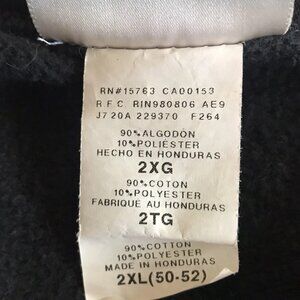 RN#15763 CA00153
R.F.C. RIN980806 AE9
J720A 229370 F264
90%ALGODON
10%POLIÉSTER
HECHO EN HONDURAS
2XG
90%COTON
10%POLYESTER
FABRIQUE AU HONDURAS
2TG
90%COTTON
10%POLYESTER
MADE IN HONDURAS
2XL(50-52)